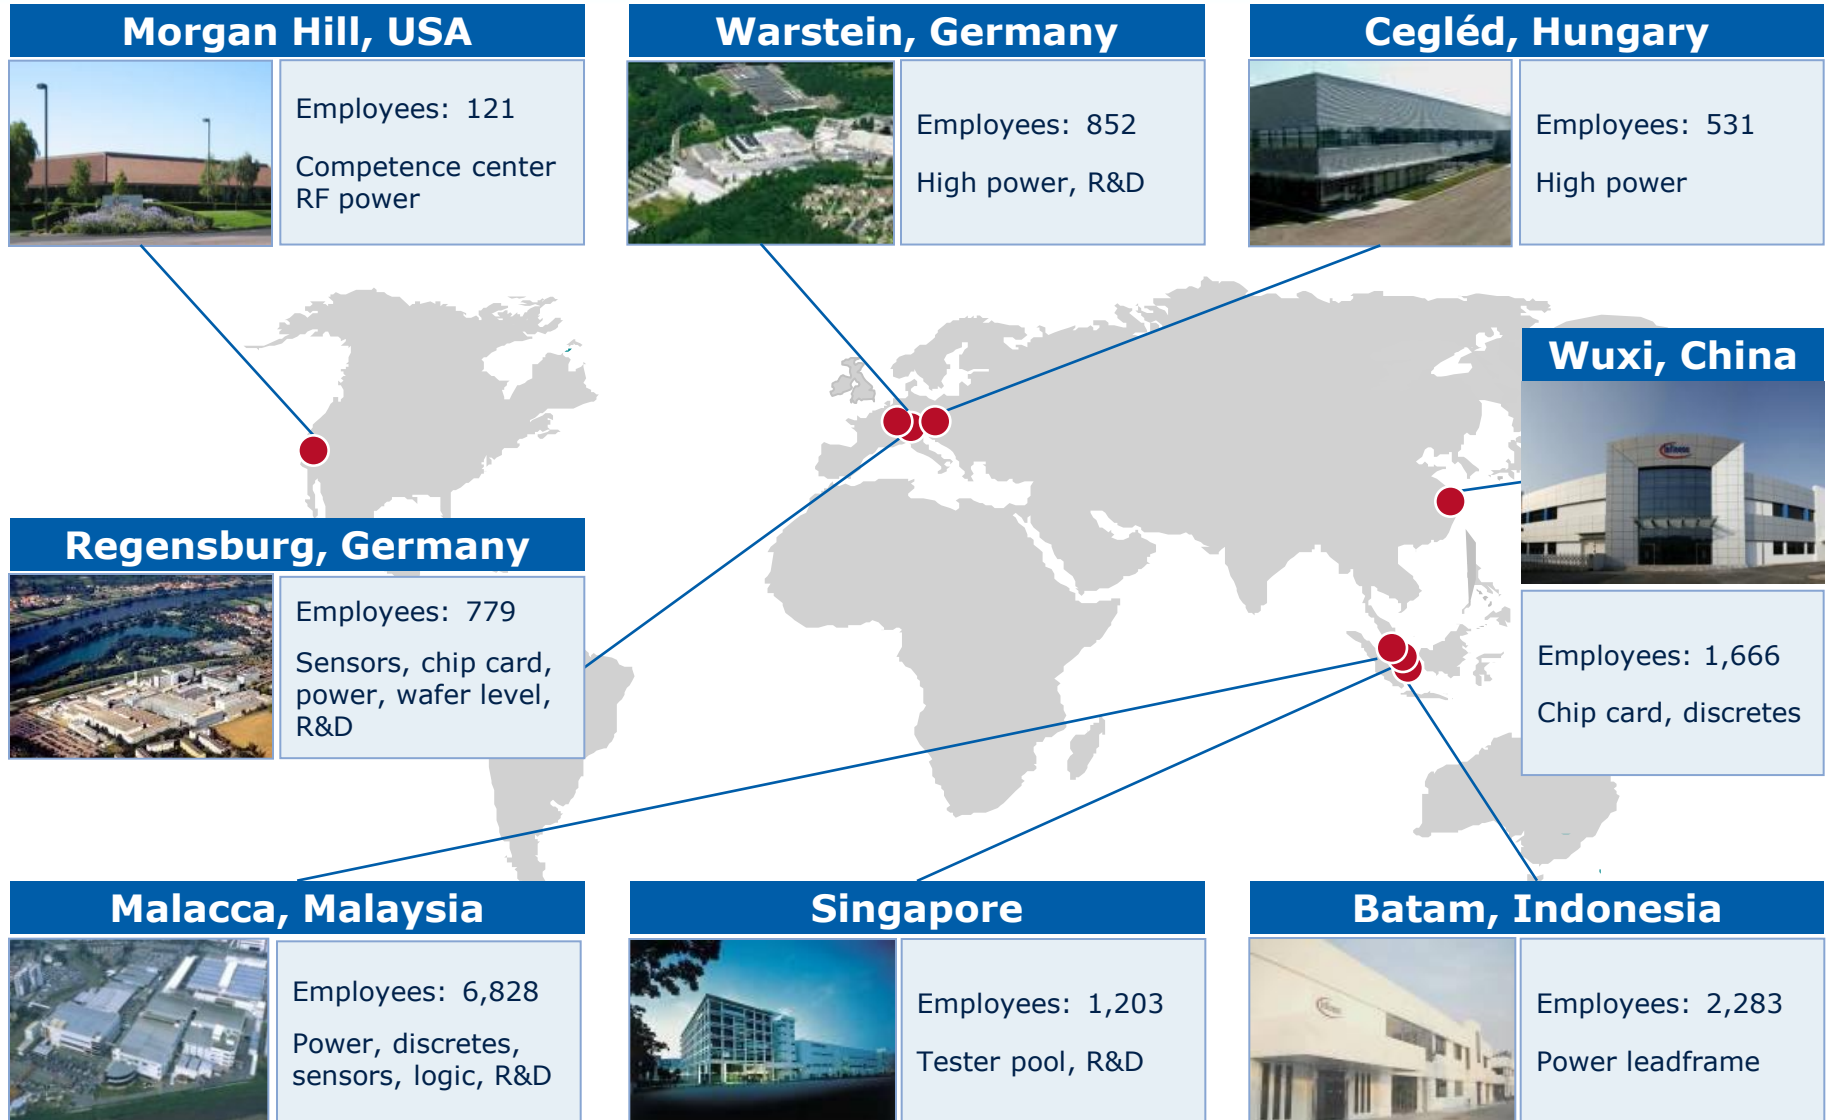 Morgan Hill, USA
Employees: 121
Competence center
RF power
Warstein, Germany
Employees: 852
High power, R&D
Cegléd, Hungary
Employees: 531
High power
Wuxi, China
infineon
Employees: 1,666
Chip card, discretes
Regensburg, Germany
Employees: 779
Sensors, chip card,
power, wafer level,
R&D
Malacca, Malaysia
Employees: 6,828
Power, discretes,
sensors, logic, R&D
Singapore
Employees: 1,203
Tester pool, R&D
Batam, Indonesia
infineon
Employees: 2,283
Power leadframe